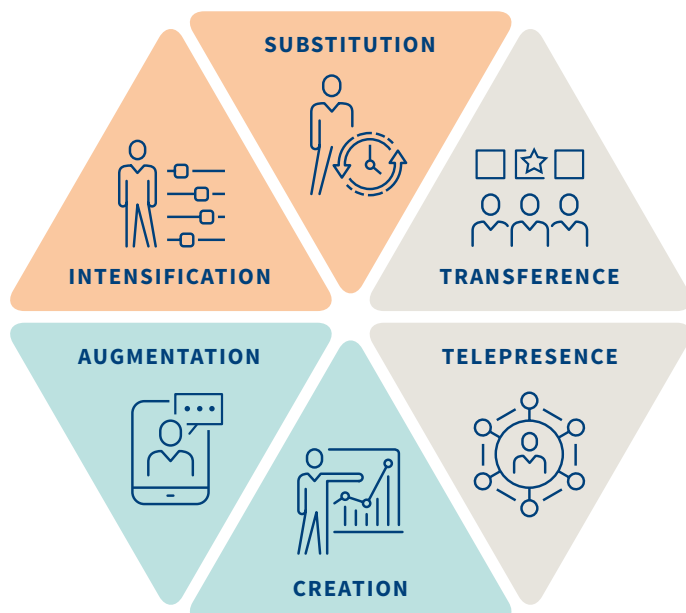 SUBSTITUTION
INTENSIFICATION
TRANSFERENCE
AUGMENTATION
TELEPRESENCE
CREATION